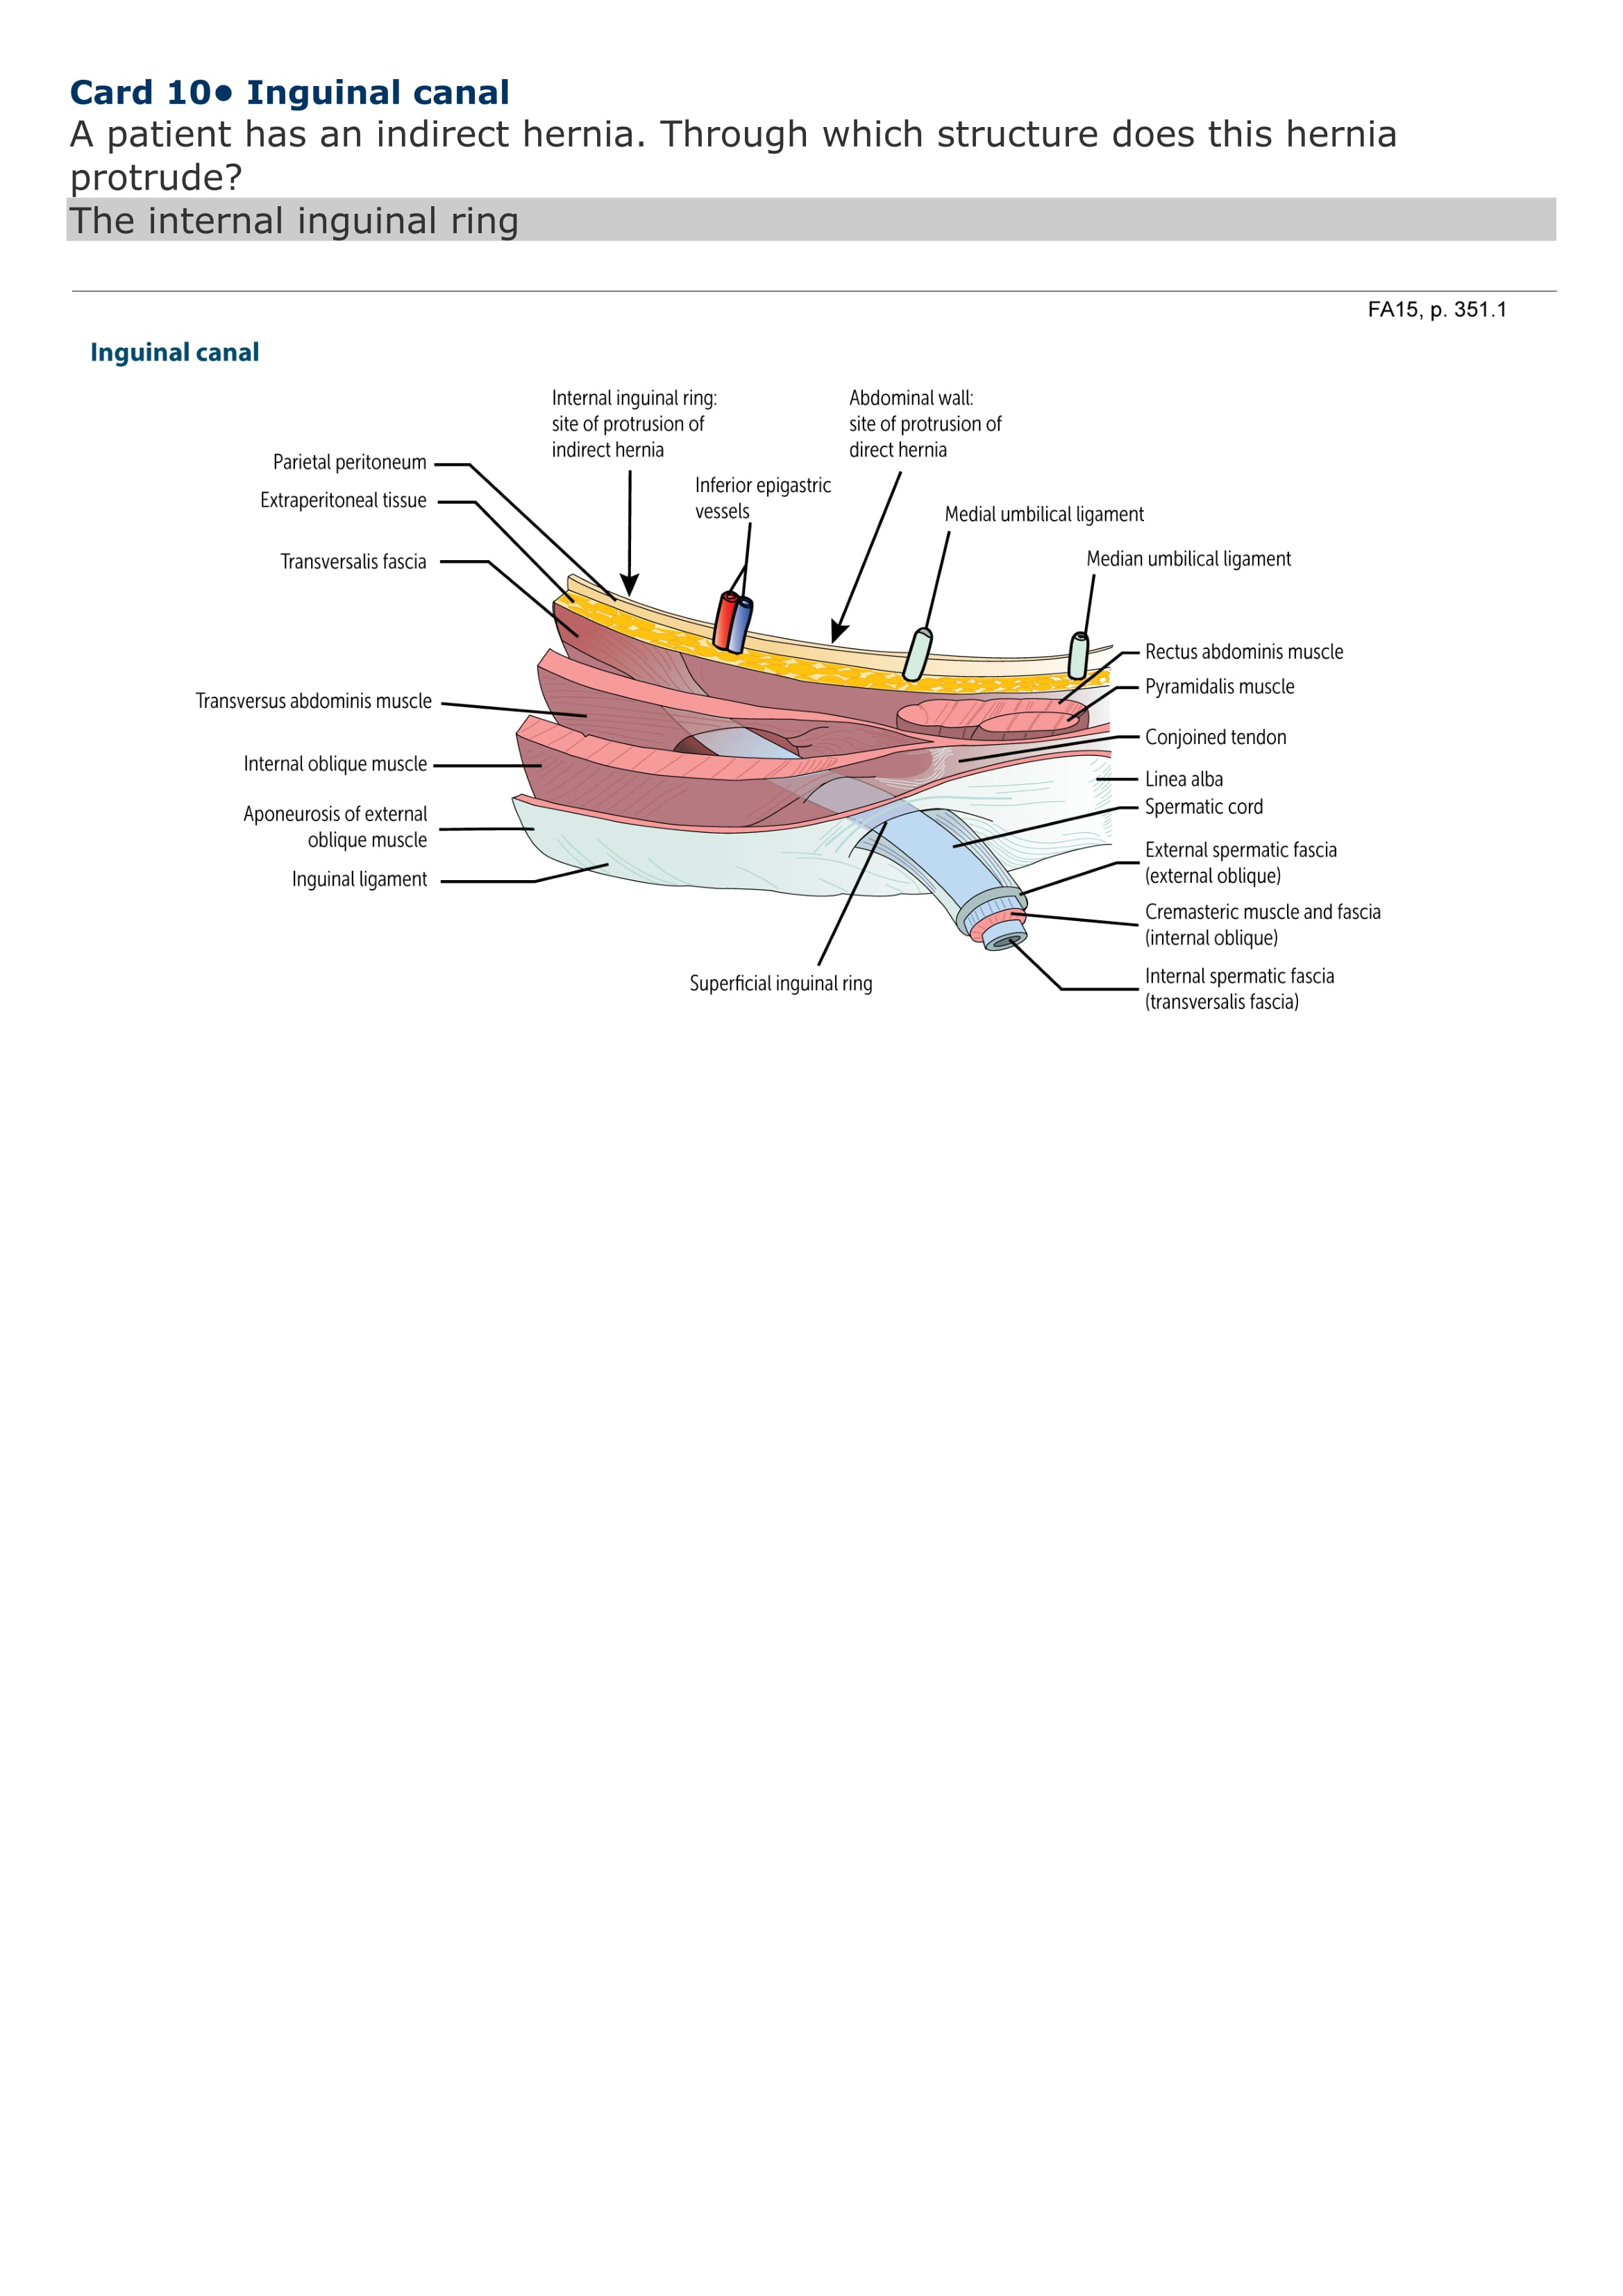 Card 10• Inguinal canal
A patient has an indirect hernia. Through which structure does this hernia
protrude?
The internal inguinal ring
FA15, p. 351.1
Inguinal canal
Internal inguinal ring:
site of protrusion of
indirect hernia
Abdominal wall:
site of protrusion of
direct hernia
Parietal peritoneum
Inferior epigastric
vessels
Extraperitoneal tissue
Medial umbilical ligament
Transversalis fascia
Median umbilical ligament
Rectus abdominis muscle
Pyramidalis muscle
Transversus abdominis muscle
Conjoined tendon
Internal oblique muscle
Linea alba
Spermatic cord
Aponeurosis of external
oblique muscle
External spermatic fascia
(external oblique)
Inguinal ligament
Cremasteric muscle and fascia
(internal oblique)
Superficial inguinal ring
Internal spermatic fascia
(transversalis fascia)